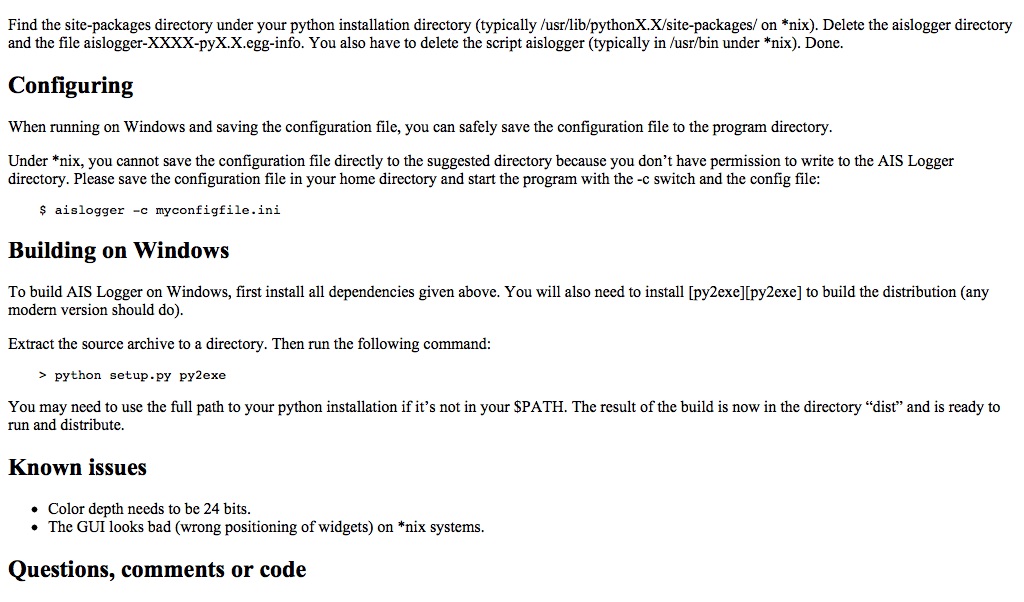 Find the site-packages directory under your python installation directory (typically /usr/lib/pythonX.X/site-packages/ on *nix). Delete the aislogger directory
and the file aislogger-XXXX-pyX.X.egg-info. You also have to delete the script aislogger (typically in /usr/bin under *nix). Done.
Configuring
When running on Windows and saving the configuration file, you can safely save the configuration file to the program directory.
Under *nix, you cannot save the configuration file directly to the suggested directory because you don’t have permission to write to the AIS Logger
directory. Please save the configuration file in your home directory and start the program with the -c switch and the config file:
$ aislogger -c myconfigfile.ini
Building on Windows
To build AIS Logger on Windows, first install all dependencies given above. You will also need to install [py2exe][py2exe] to build the distribution (any
modern version should do).
Extract the source archive to a directory. Then run the following command:
> python setup.py py2exe
You may need to use the full path to your python installation if it’s not in your $PATH. The result of the build is now in the directory “dist” and is ready to
run and distribute.
Known issues
• Color depth needs to be 24 bits.
• The GUI looks bad (wrong positioning of widgets) on *nix systems.
Questions, comments or code